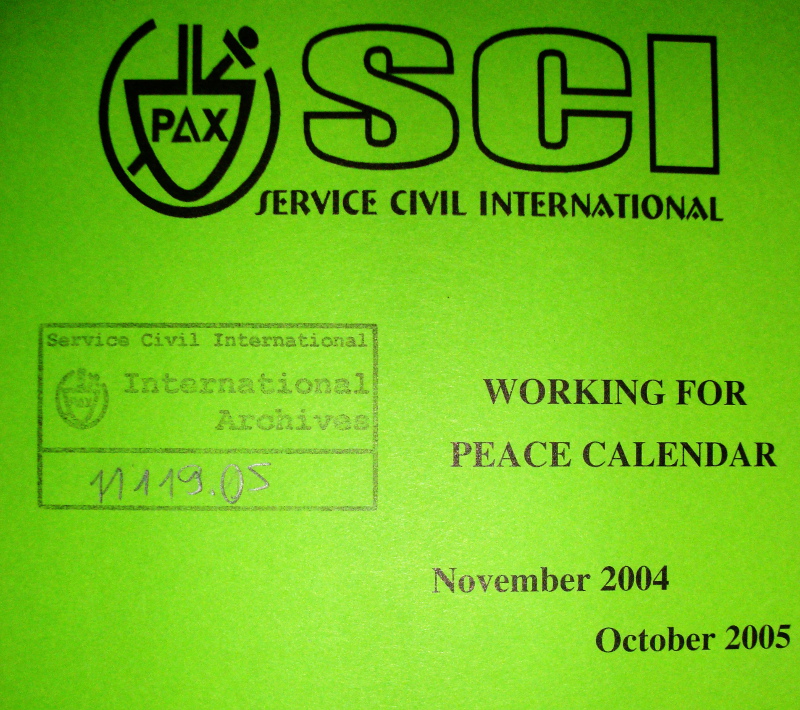 PAX
SCI
SERVICE CIVIL INTERNATIONAL
Service Civil International
PAX
International
Archives
11119.05
WORKING FOR
PEACE CALENDAR
November 2004
October 2005